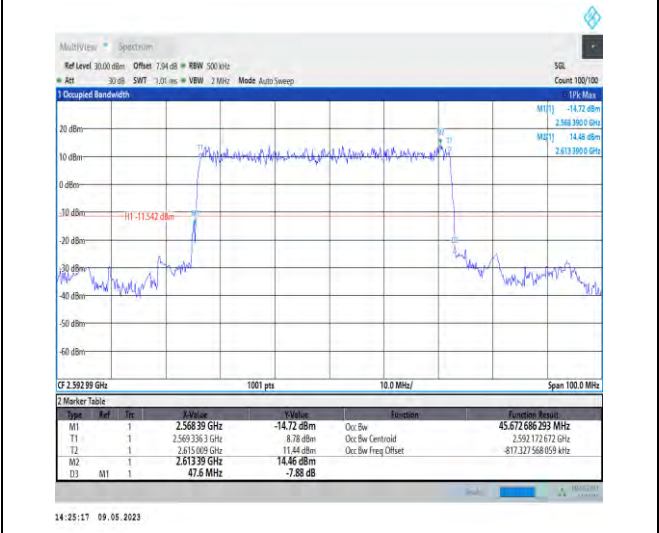 MultiView Spectrum
Ref Level 30.00 dBm Offset 7.94 dB RBW 500 kHz SGL
Att 30 dB SWT 1.01 ms VBW 2 MHz Mode Auto Sweep Count 100/100
1 Occupied Bandwidth 1Pk Max
M1[1] -14.72 dBm
2.568 390 0 GHz
M2[1] 14.46 dBm
2.613 390 0 GHz
20 dBm
10 dBm
0 dBm
-10 dBm
H1 -11.542 dBm
-20 dBm
-30 dBm
-40 dBm
-50 dBm
-60 dBm
CF 2.592 99 GHz 1001 pts 10.0 MHz/ Span 100.0 MHz
2 Marker Table
Type Ref Trc X-Value Y-Value Function Function Result
M1 1 2.568 39 GHz -14.72 dBm Occ Bw 45.672 686 293 MHz
T1 1 2.569 336 3 GHz 8.78 dBm Occ Bw Centroid 2.592 172 672 GHz
T2 1 2.615 009 GHz 11.44 dBm Occ Bw Freq Offset -817.327 568 059 kHz
M2 1 2.613 39 GHz 14.46 dBm
D3 M1 1 47.6 MHz -7.88 dB
14:25:17 09.05.2023